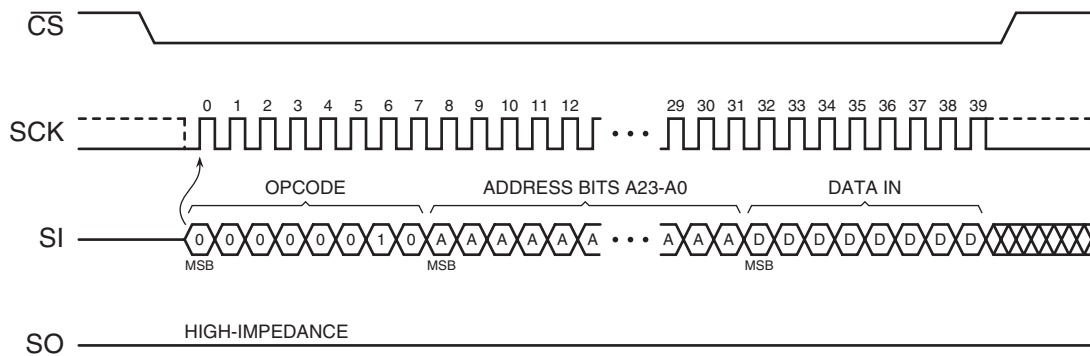 CS
0 1 2 3 4 5 6 7 8 9 10 11 12 29 30 31 32 33 34 35 36 37 38 39
SCK
OPCODE ADDRESS BITS A23-A0 DATA IN
SI 0 0 0 0 0 0 1 0 A A A A A A A A A D D D D D D D D
MSB MSB MSB
HIGH-IMPEDANCE
SO